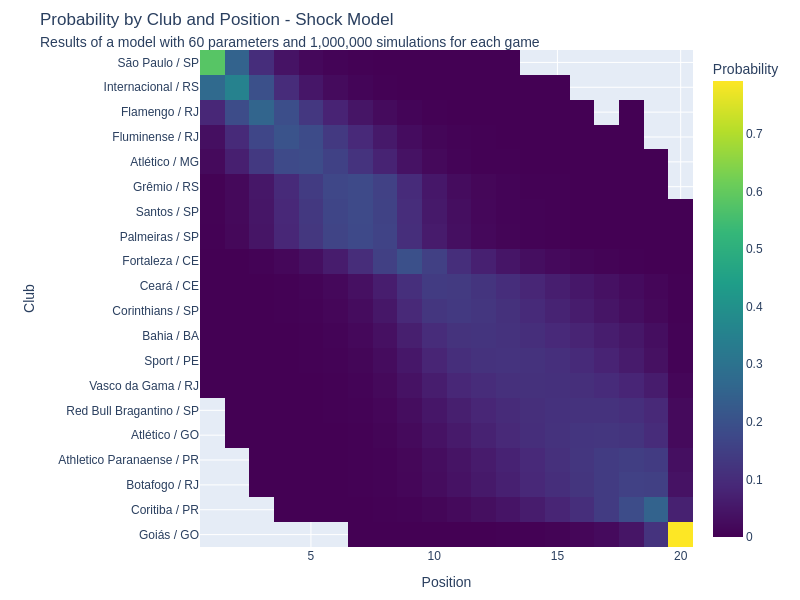 Probability by Club and Position - Shock Model
Results of a model with 60 parameters and 1,000,000 simulations for each game
Probability
São Paulo / SP
Internacional / RS
Flamengo / RJ
Fluminense / RJ
Atlético / MG
Grêmio / RS
Santos / SP
Palmeiras / SP
Fortaleza / CE
Ceará / CE
Corinthians / SP
Bahia / BA
Sport / PE
Vasco da Gama / RJ
Red Bull Bragantino / SP
Atlético / GO
Athletico Paranaense / PR
Botafogo / RJ
Coritiba / PR
Goiás / GO
Club
5
10
15
20
Position
0.7
0.6
0.5
0.4
0.3
0.2
0.1
0